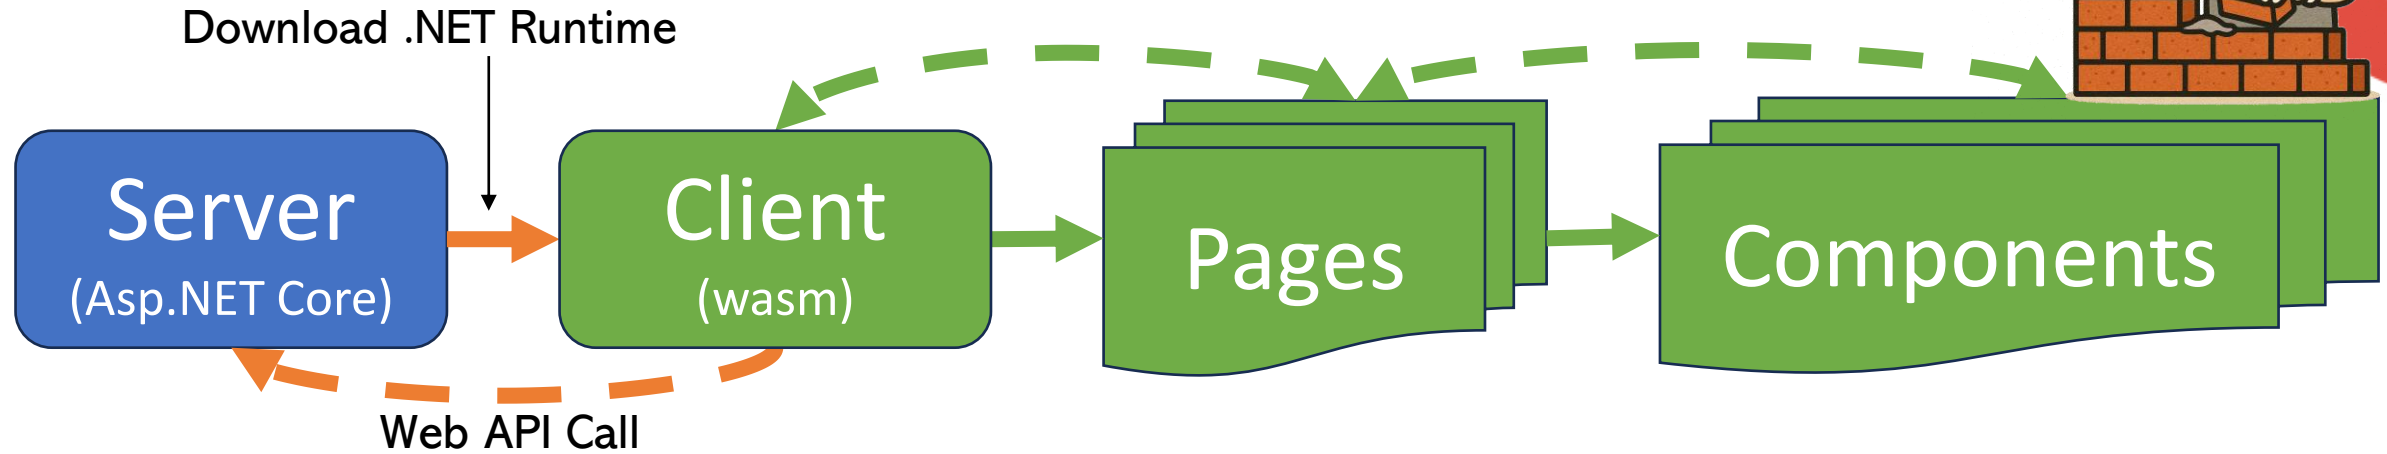 Download .NET Runtime
Server
(Asp.NET Core)
Client
(wasm)
Pages
Components
Web API Call